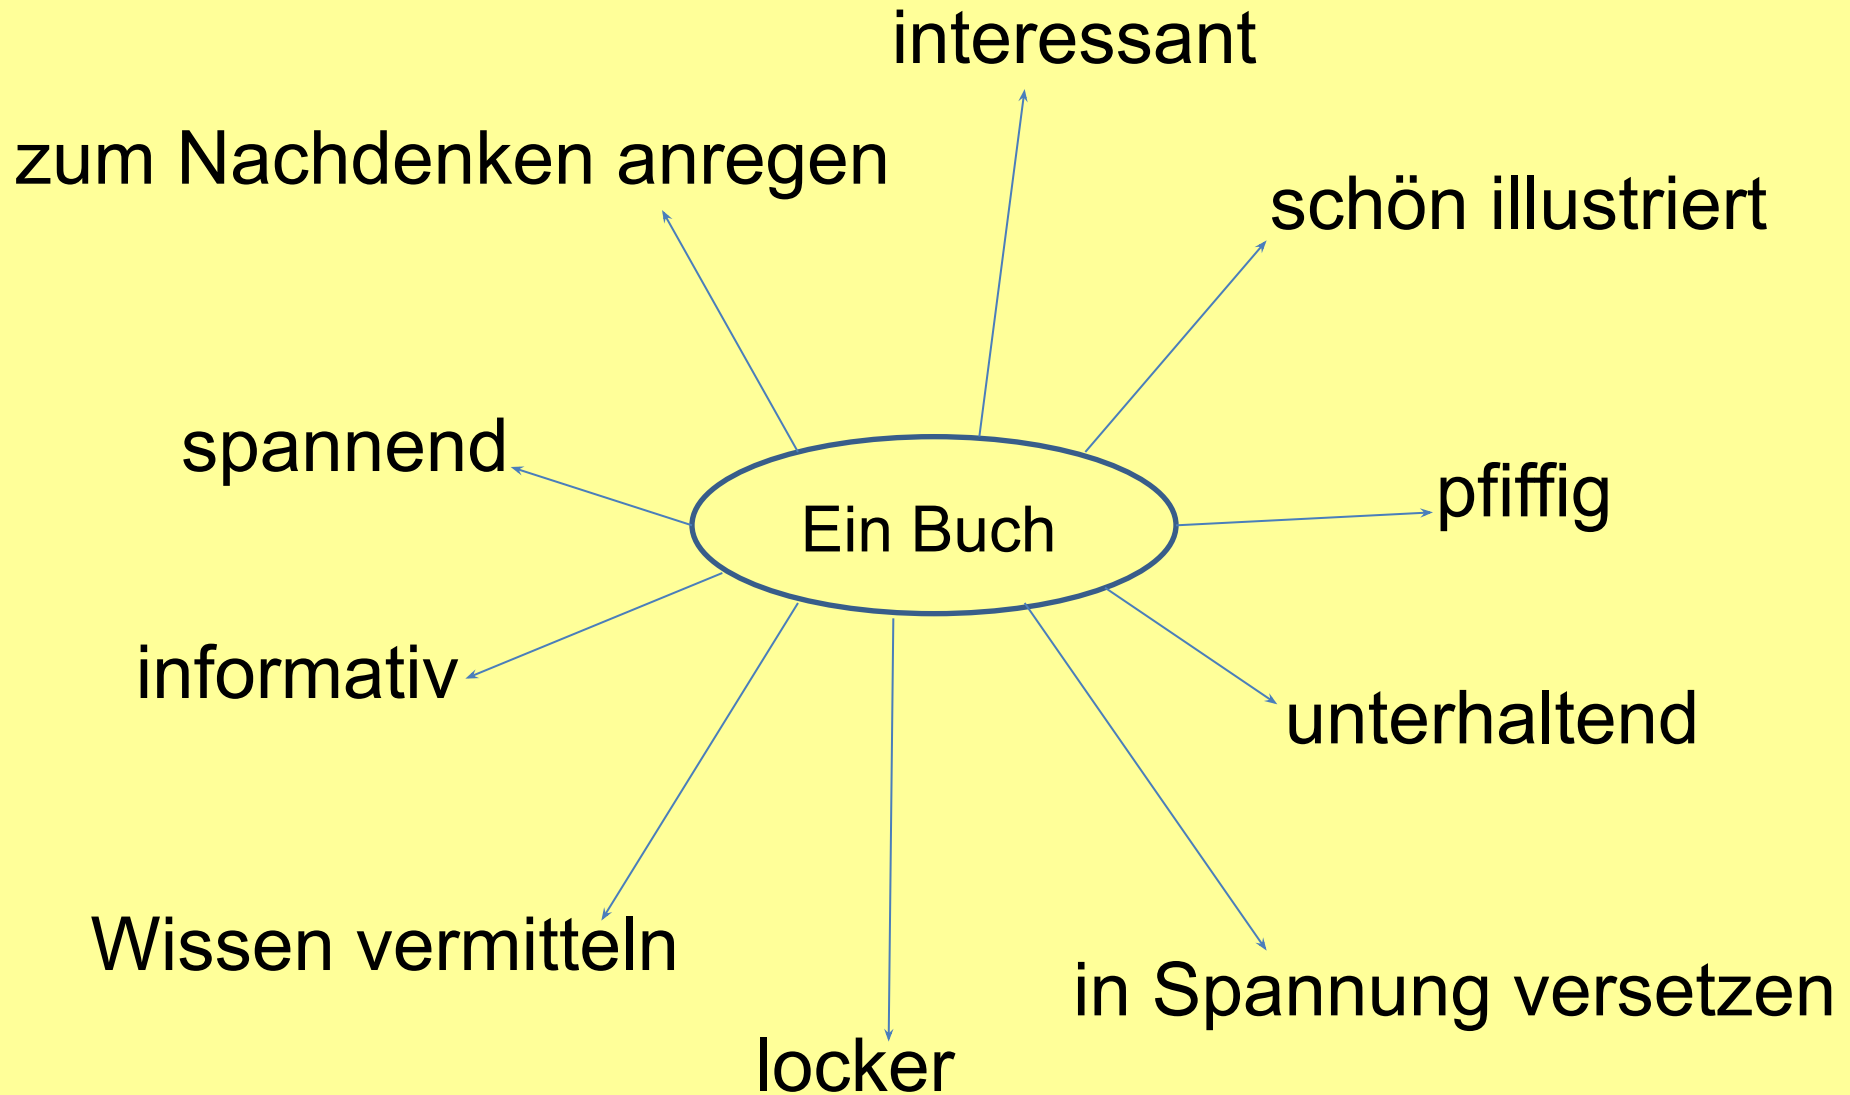 interessant
zum Nachdenken anregen
schön illustriert
spannend
pfiffig
Ein Buch
informativ
unterhaltend
Wissen vermitteln
in Spannung versetzen
locker